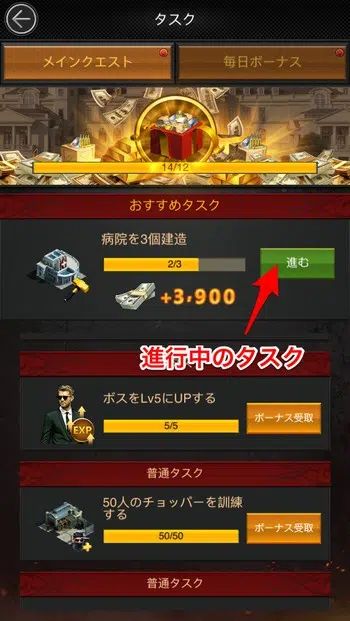 タスク
メインクエスト
毎日ボーナス
14/12
おすすめタスク
病院を3個建造
2/3
進む
+3,900
進行中のタスク
ボスをLv5にUPする
EXP
5/5
ボーナス受取
普通タスク
50人のチョッパーを訓練
する
50/50
ボーナス受取
普通タスク